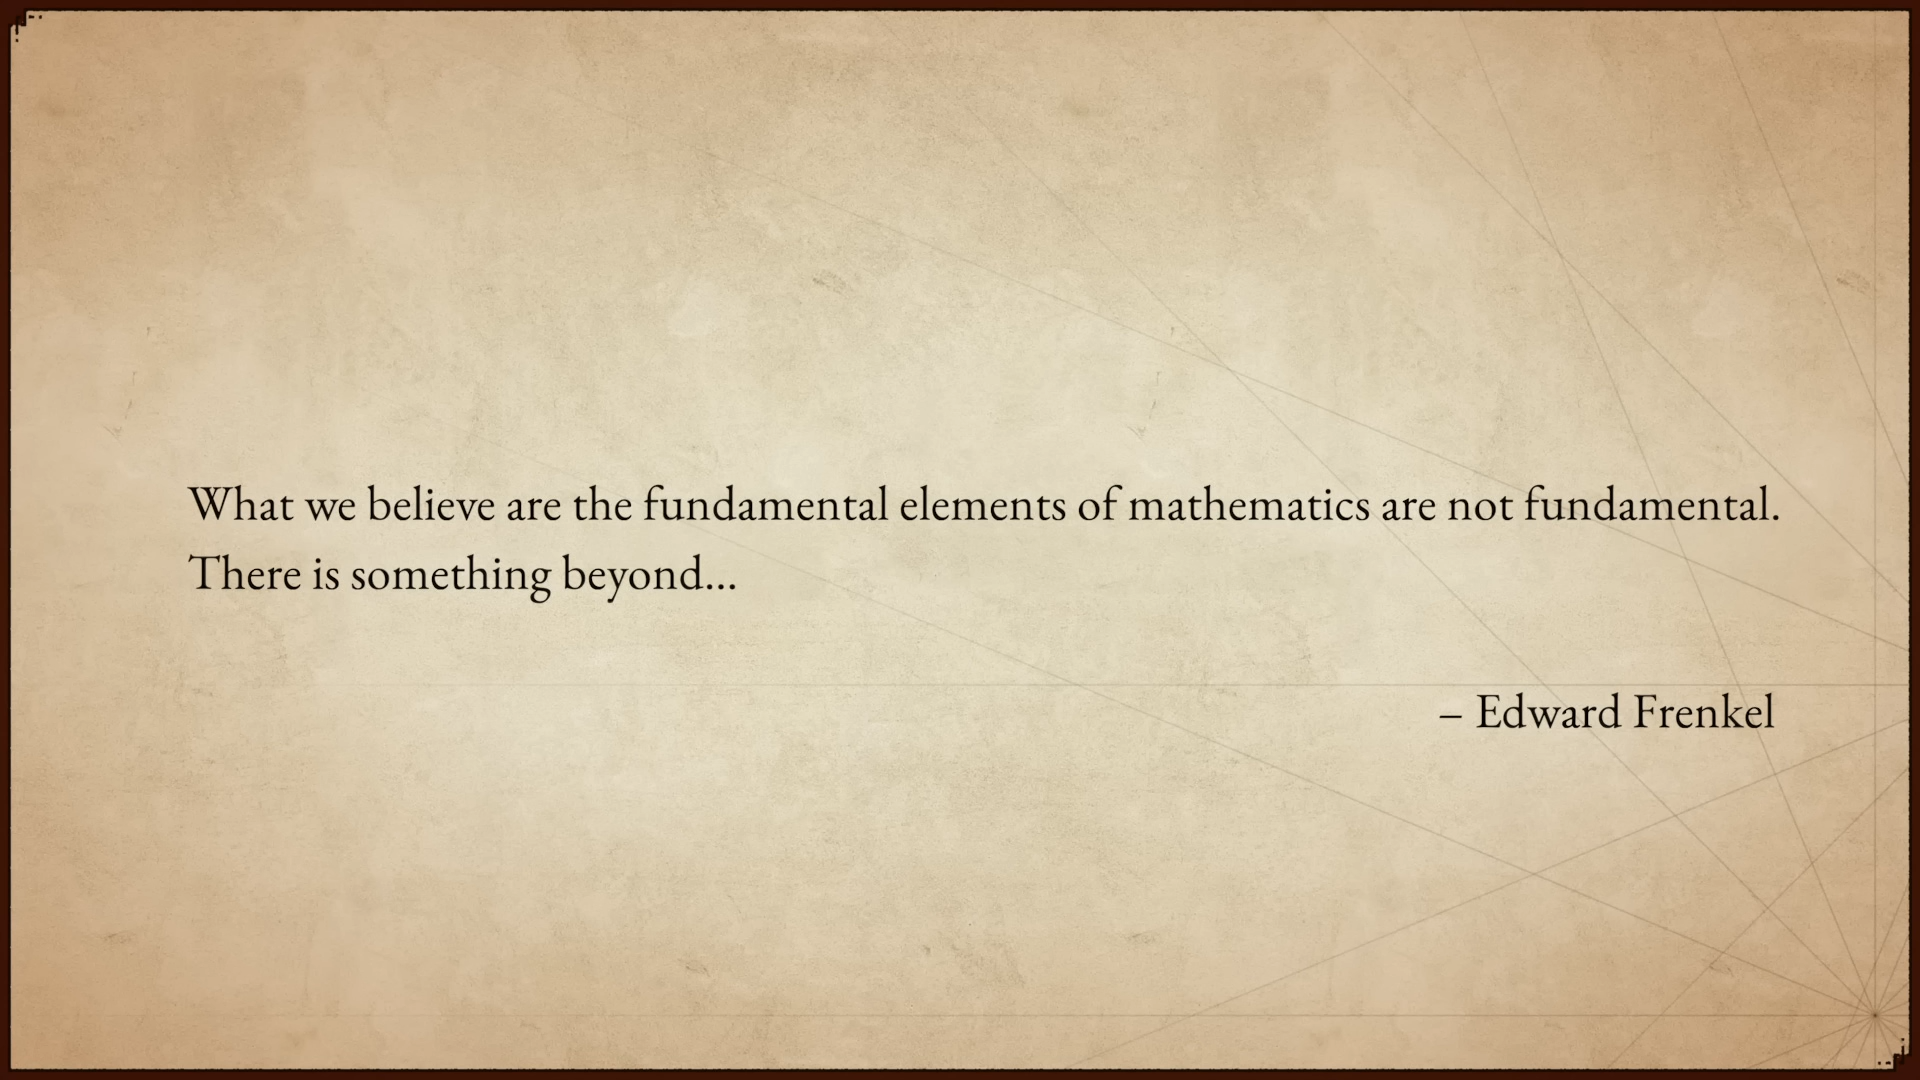 What we believe are the fundamental elements of mathematics are not fundamental.
There is something beyond...
– Edward Frenkel